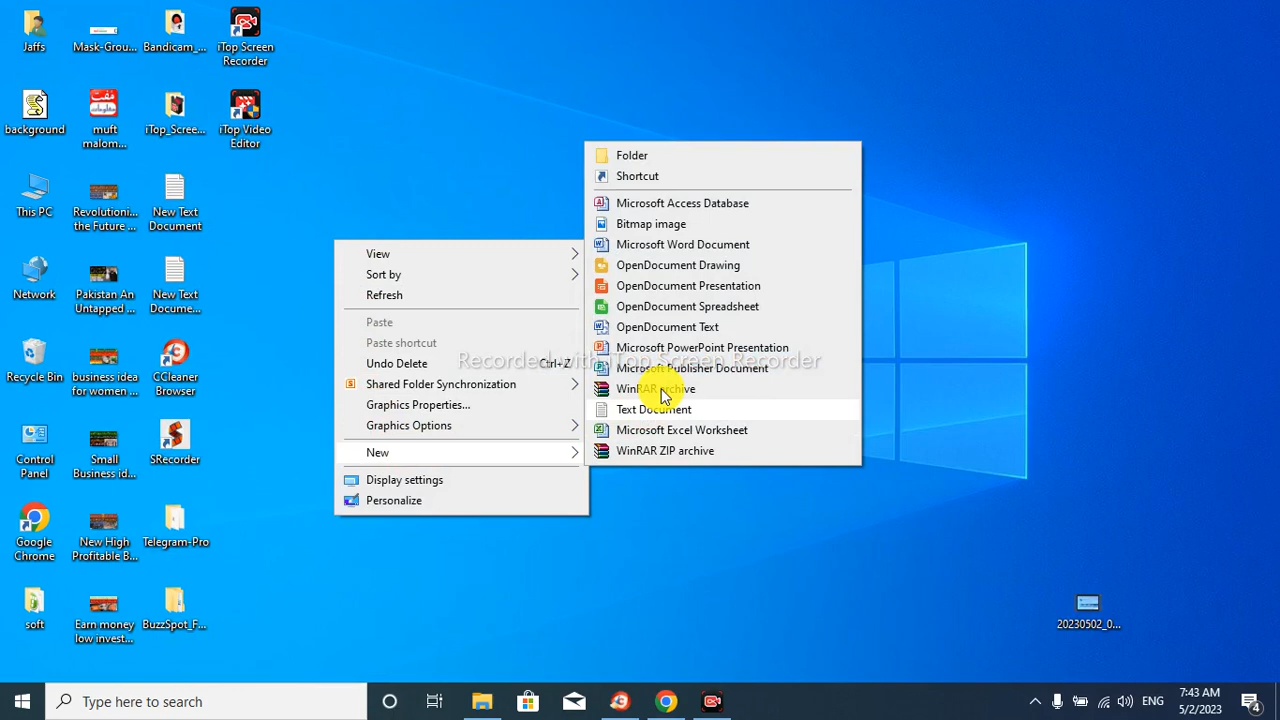 Jaffs
Mask-Grou...
Bandicam_...
iTop Screen
Recorder
background
muft
malom...
iTop_Scree...
iTop Video
Editor
This PC
Revolutioni...
the Future ...
New Text
Document
Network
Pakistan An
Untapped ...
New Text
Docume...
Recycle Bin
business idea
for women ...
CCleaner
Browser
Control
Panel
Small
Business id...
SRecorder
Google
Chrome
New High
Profitable B...
Telegram-Pro
soft
Earn money
low invest...
BuzzSpot_F...
View
Sort by
Refresh
Paste
Paste shortcut
Undo Delete Ctrl+Z
Shared Folder Synchronization
Graphics Properties...
Graphics Options
New
Display settings
Personalize
Folder
Shortcut
Microsoft Access Database
Bitmap image
Microsoft Word Document
OpenDocument Drawing
OpenDocument Presentation
OpenDocument Spreadsheet
OpenDocument Text
Microsoft PowerPoint Presentation
Microsoft Publisher Document
WinRAR archive
Text Document
Microsoft Excel Worksheet
WinRAR ZIP archive
Recorded with iTop Screen Recorder
20230502_0...
Type here to search
ENG
7:43 AM
5/2/2023
4